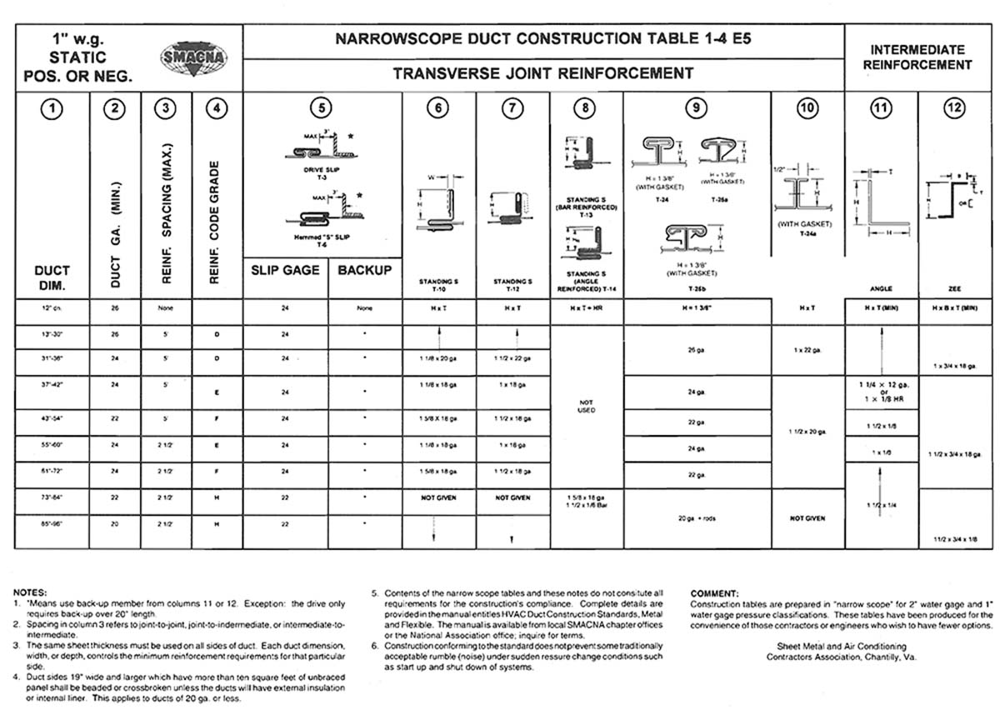 1" w.g.
STATIC
POS. OR NEG.
SMACNA
NARROWSCOPE DUCT CONSTRUCTION TABLE 1-4 E5
TRANSVERSE JOINT REINFORCEMENT
INTERMEDIATE
REINFORCEMENT
1 2 3 4 5 6 7 8 9 10 11 12
DUCT
DIM.
DUCT GA. (MIN.)
REINF. SPACING (MAX.)
REINF. CODE GRADE
MAX 3" ★
DRIVE SLIP
T-3
MAX 3" ★
Hemmed "S" SLIP
T-6
SLIP GAGE BACKUP
W H
STANDING S
T-10
H
STANDING S
T-12
H
STANDING S
(BAR REINFORCED)
T-13
H
STANDING S
(ANGLE
REINFORCED) T-14
H
H = 1 3/8"
(WITH GASKET)
T-24
H
H = 1 3/8"
(WITH GASKET)
T-25a
H = 1 3/8"
(WITH GASKET)
T-25b
1/2" H
(WITH GASKET)
T-24a
T H H
ANGLE
B H T OR
ZEE
12" dn. 26 None 24 None H x T H x T H x T + HR H = 1 3/8" H x T H x T (MIN) H x B x T (MIN)
13"-30" 26 5' D 24 * 26 ga 1 x 22 ga.
31"-36" 24 5' D 24 * 1 1/8 x 20 ga 1 1/2 x 22 ga 1 x 3/4 x 18 ga.
37"-42" 24 5' E 24 * 1 1/8 x 18 ga 1 x 18 ga. NOT USED 24 ga. 1 1/4 x 12 ga.
or
1 x 1/8 HR
43"-54" 22 5' F 24 * 1 5/8 X 18 ga 1 1/2 x 18 ga 22 ga 1 1/2 x 20 ga. 1 1/2 x 1/8
55"-60" 24 2 1/2' E 24 * 1 1/8 x 18 ga 1 x 18 ga 24 ga. 1 x 1/8 1 1/2 x 3/4 x 18 ga.
61"-72" 24 2 1/2' F 24 * 1 5/8 x 18 ga 1 1/2 x 18 ga 22 ga.
73"-84" 22 2 1/2' H 22 * NOT GIVEN NOT GIVEN 1 5/8 x 18 ga
1 1/2 x 1/8 Bar 20 ga. + rods NOT GIVEN 1 1/2 x 1/4
85"-96" 20 2 1/2' H 22 * 11/2 x 3/4 x 1/8
NOTES:
1. "Means use back-up member from columns 11 or 12. Exception: the drive only
requires back-up over 20" length.
2. Spacing in column 3 refers to joint-to-joint, joint-to-indermediate, or intermediate-to-
intermediate.
3. The same sheet thickness must be used on all sides of duct. Each duct dimension,
width, or depth, controls the minimum reinforcement requirements for that particular
side.
4. Duct sides 19" wide and larger which have more than ten square feet of unbraced
panel shall be beaded or crossbroken unless the ducts will have external insulation
or internal liner. This applies to ducts of 20 ga. or less.
5. Contents of the narrow scope tables and these notes do not consitute all
requirements for the construction's compliance. Complete details are
provided in the manual entitles HVAC Duct Construction Standards, Metal
and Flexible. The manual is available from local SMACNA chapter offices
or the National Association office; inquire for terms.
6. Construction conforming to the standard does not prevent some traditionally
acceptable rumble (noise) under sudden ressure change conditions such
as start up and shut down of systems.
COMMENT:
Construction tables are prepared in "narrow scope" for 2" water gage and 1"
water gage pressure classifications. These tables have been produced for the
convenience of those contractors or engineers who wish to have fewer options.
Sheet Metal and Air Conditioning
Contractors Association, Chantilly, Va.